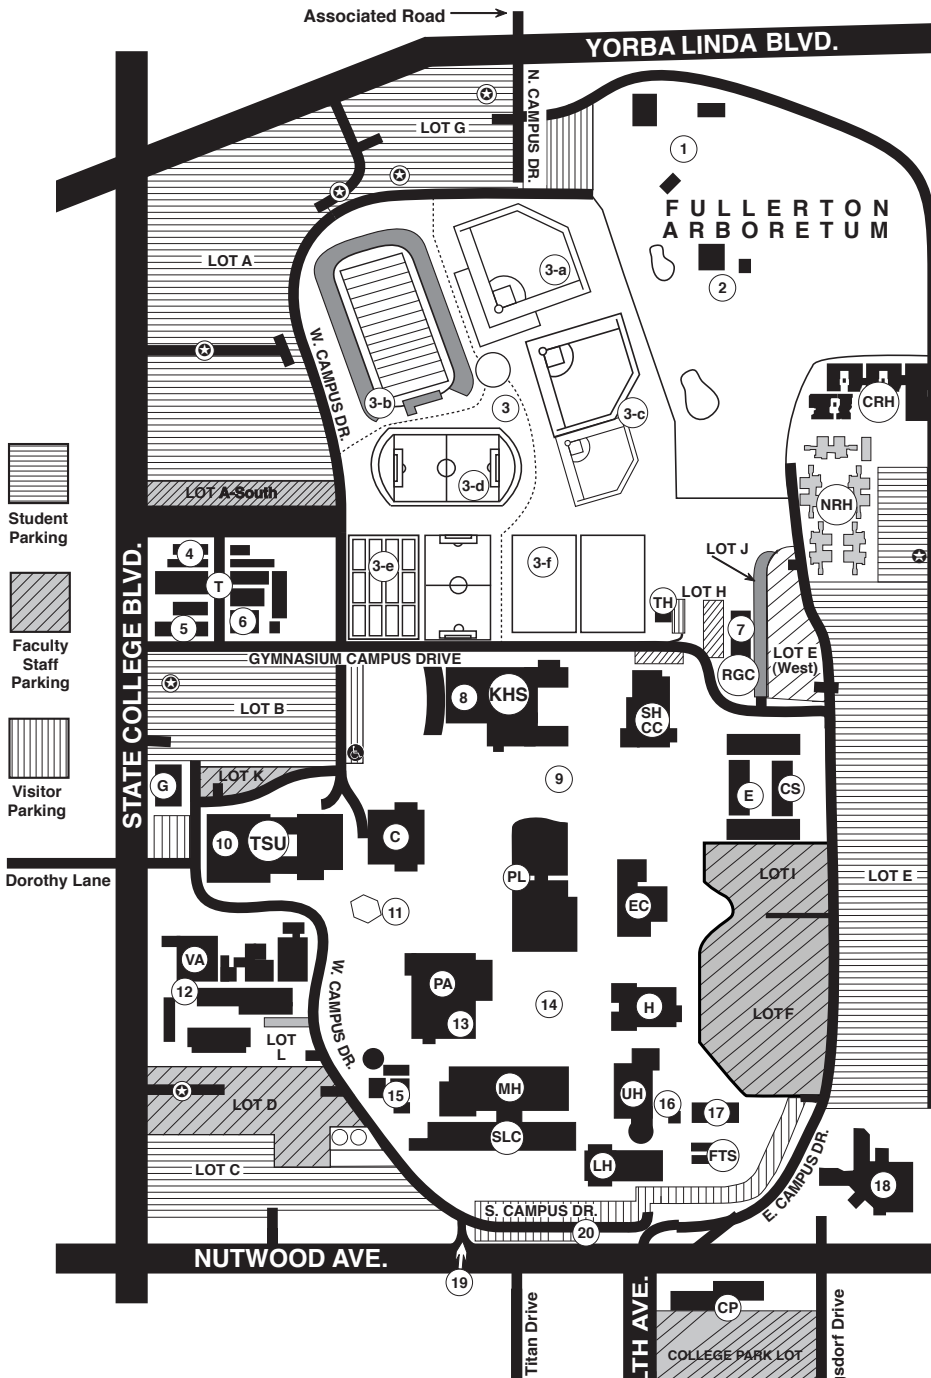 Associated Road
YORBA LINDA BLVD.
N. CAMPUS DR.
LOT G
1
FULLERTON
ARBORETUM
LOT A
3-a
2
W. CAMPUS DR.
3-b
3
3-c
CRH
3-d
LOT A-South
NRH
Student
Parking
STATE COLLEGE BLVD.
4
T
5
6
3-e
3-f
LOT J
TH
LOT H
7
RGC
LOT E
(West)
Faculty
Staff
Parking
GYMNASIUM CAMPUS DRIVE
8
KHS
SH
CC
LOT B
9
Visitor
Parking
G
LOT K
E
CS
10
TSU
C
PL
LOT I
LOT E
Dorothy Lane
11
EC
VA
12
W. CAMPUS DR.
PA
13
14
H
LOT F
LOT
L
15
MH
UH
16
17
LOT D
SLC
FTS
LH
LOT C
18
E. CAMPUS DR.
S. CAMPUS DR.
20
NUTWOOD AVE.
19
Titan Drive
LTH AVE.
CP
COLLEGE PARK LOT
gsdorf Drive